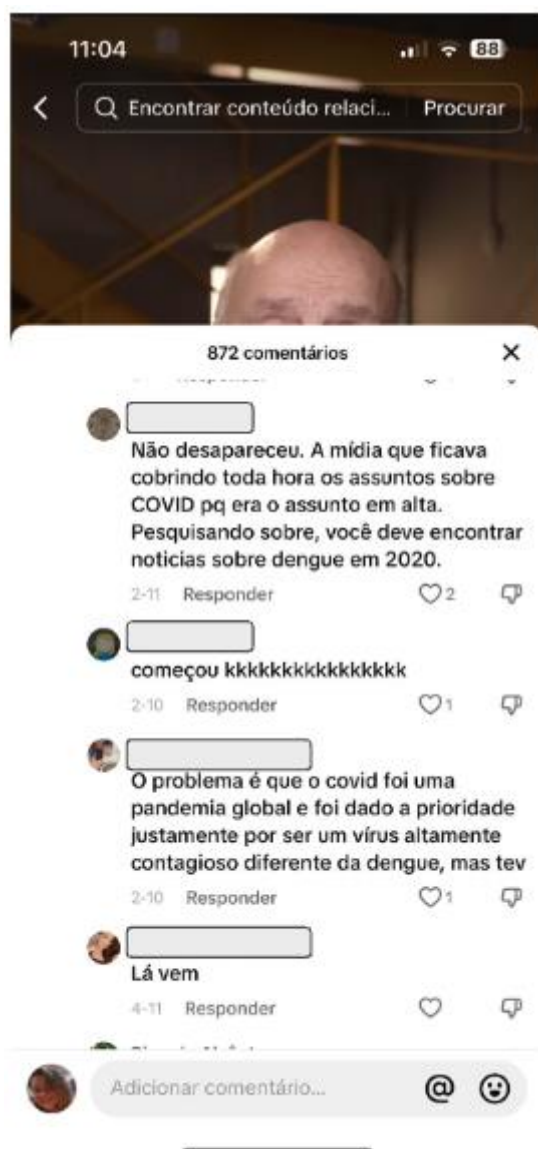 11:04
88
Encontrar conteúdo relaci... Procurar
872 comentários
Não desapareceu. A mídia que ficava
cobrindo toda hora os assuntos sobre
COVID pq era o assunto em alta.
Pesquisando sobre, você deve encontrar
noticias sobre dengue em 2020.
2-11 Responder 2
começou kkkkkkkkkkkkkkkkk
2-10 Responder 1
O problema é que o covid foi uma
pandemia global e foi dado a prioridade
justamente por ser um vírus altamente
contagioso diferente da dengue, mas tev
2-10 Responder 1
Lá vem
4-11 Responder
Adicionar comentário... @